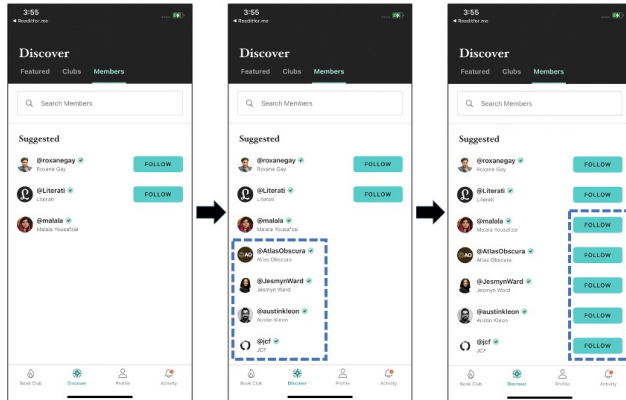 3:55
Readitfor.me
Discover
Featured Clubs Members
Search Members
Suggested
@roxanegay
Roxane Gay
FOLLOW
@Literati
Literati
FOLLOW
@malala
Malala Yousafzai
Book Club Discover Profile Activity
3:55
Readitfor.me
Discover
Featured Clubs Members
Search Members
Suggested
@roxanegay
Roxane Gay
FOLLOW
@Literati
Literati
FOLLOW
@malala
Malala Yousafzai
@AtlasObscura
Atlas Obscura
@JesmynWard
Jesmyn Ward
@austinkleon
Austin Kleon
@jcf
JCF
Book Club Discover Profile Activity
3:55
Readitfor.me
Discover
Featured Clubs Members
Search Members
Suggested
@roxanegay
Roxane Gay
FOLLOW
@Literati
Literati
FOLLOW
@malala
Malala Yousafzai
FOLLOW
@AtlasObscura
Atlas Obscura
FOLLOW
@JesmynWard
Jesmyn Ward
FOLLOW
@austinkleon
Austin Kleon
FOLLOW
@jcf
JCF
FOLLOW
Book Club Discover Profile Activity